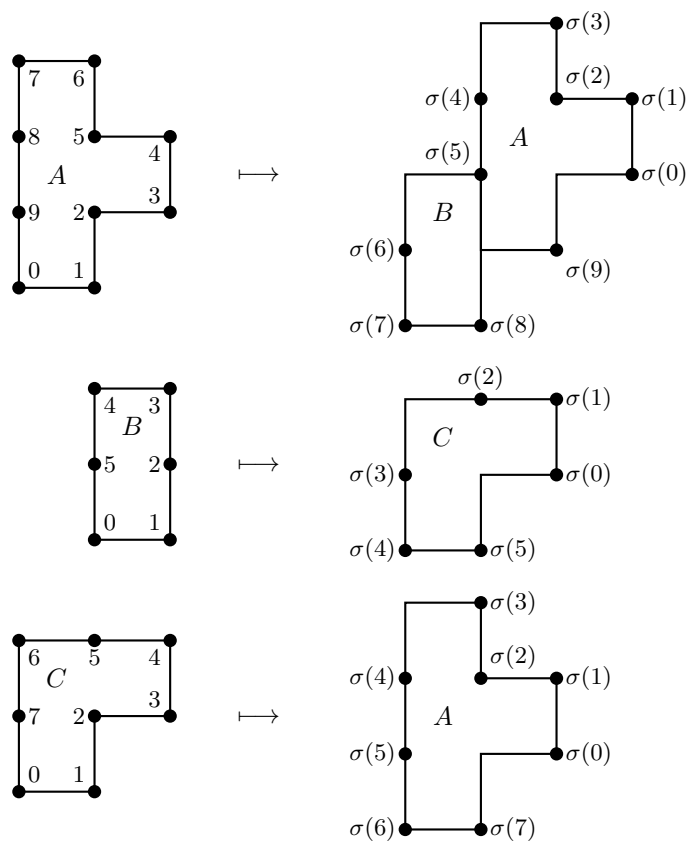 7 6
8 5
A
4
9 2 3
0 1
⟼
σ(3)
σ(2)
σ(4) σ(1)
A
σ(5)
σ(0)
B
σ(6)
σ(9)
σ(7) σ(8)
4 3
B
5 2
0 1
⟼
σ(2)
σ(1)
C
σ(3) σ(0)
σ(4) σ(5)
6 5 4
C
7 2 3
0 1
⟼
σ(3)
σ(2)
σ(4) σ(1)
A
σ(5) σ(0)
σ(6) σ(7)